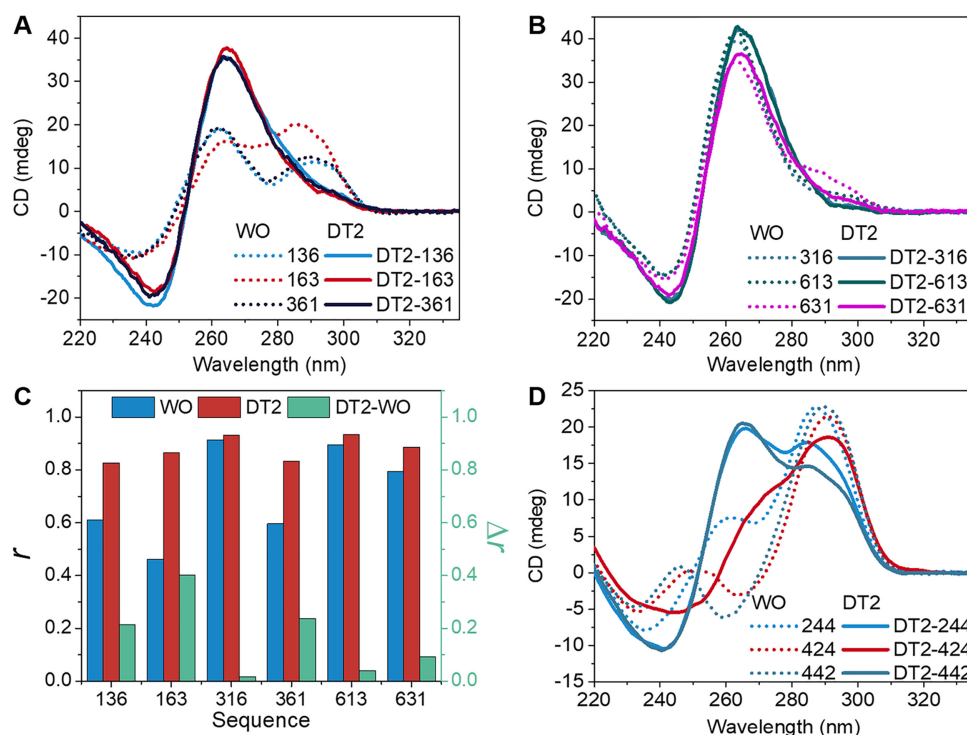 A
CD (mdeg)
40
30
20
10
0
-10
-20
WO DT2
136 DT2-136
163 DT2-163
361 DT2-361
220 240 260 280 300 320
Wavelength (nm)
B
CD (mdeg)
40
30
20
10
0
-10
-20
WO DT2
316 DT2-316
613 DT2-613
631 DT2-631
220 240 260 280 300 320
Wavelength (nm)
C
WO DT2 DT2-WO
r
1.0
0.8
0.6
0.4
0.2
0.0
1.0
0.8
0.6
0.4
0.2
0.0
Δr
136 163 316 361 613 631
Sequence
D
CD (mdeg)
25
20
15
10
5
0
-5
-10
-15
WO DT2
244 DT2-244
424 DT2-424
442 DT2-442
220 240 260 280 300 320
Wavelength (nm)